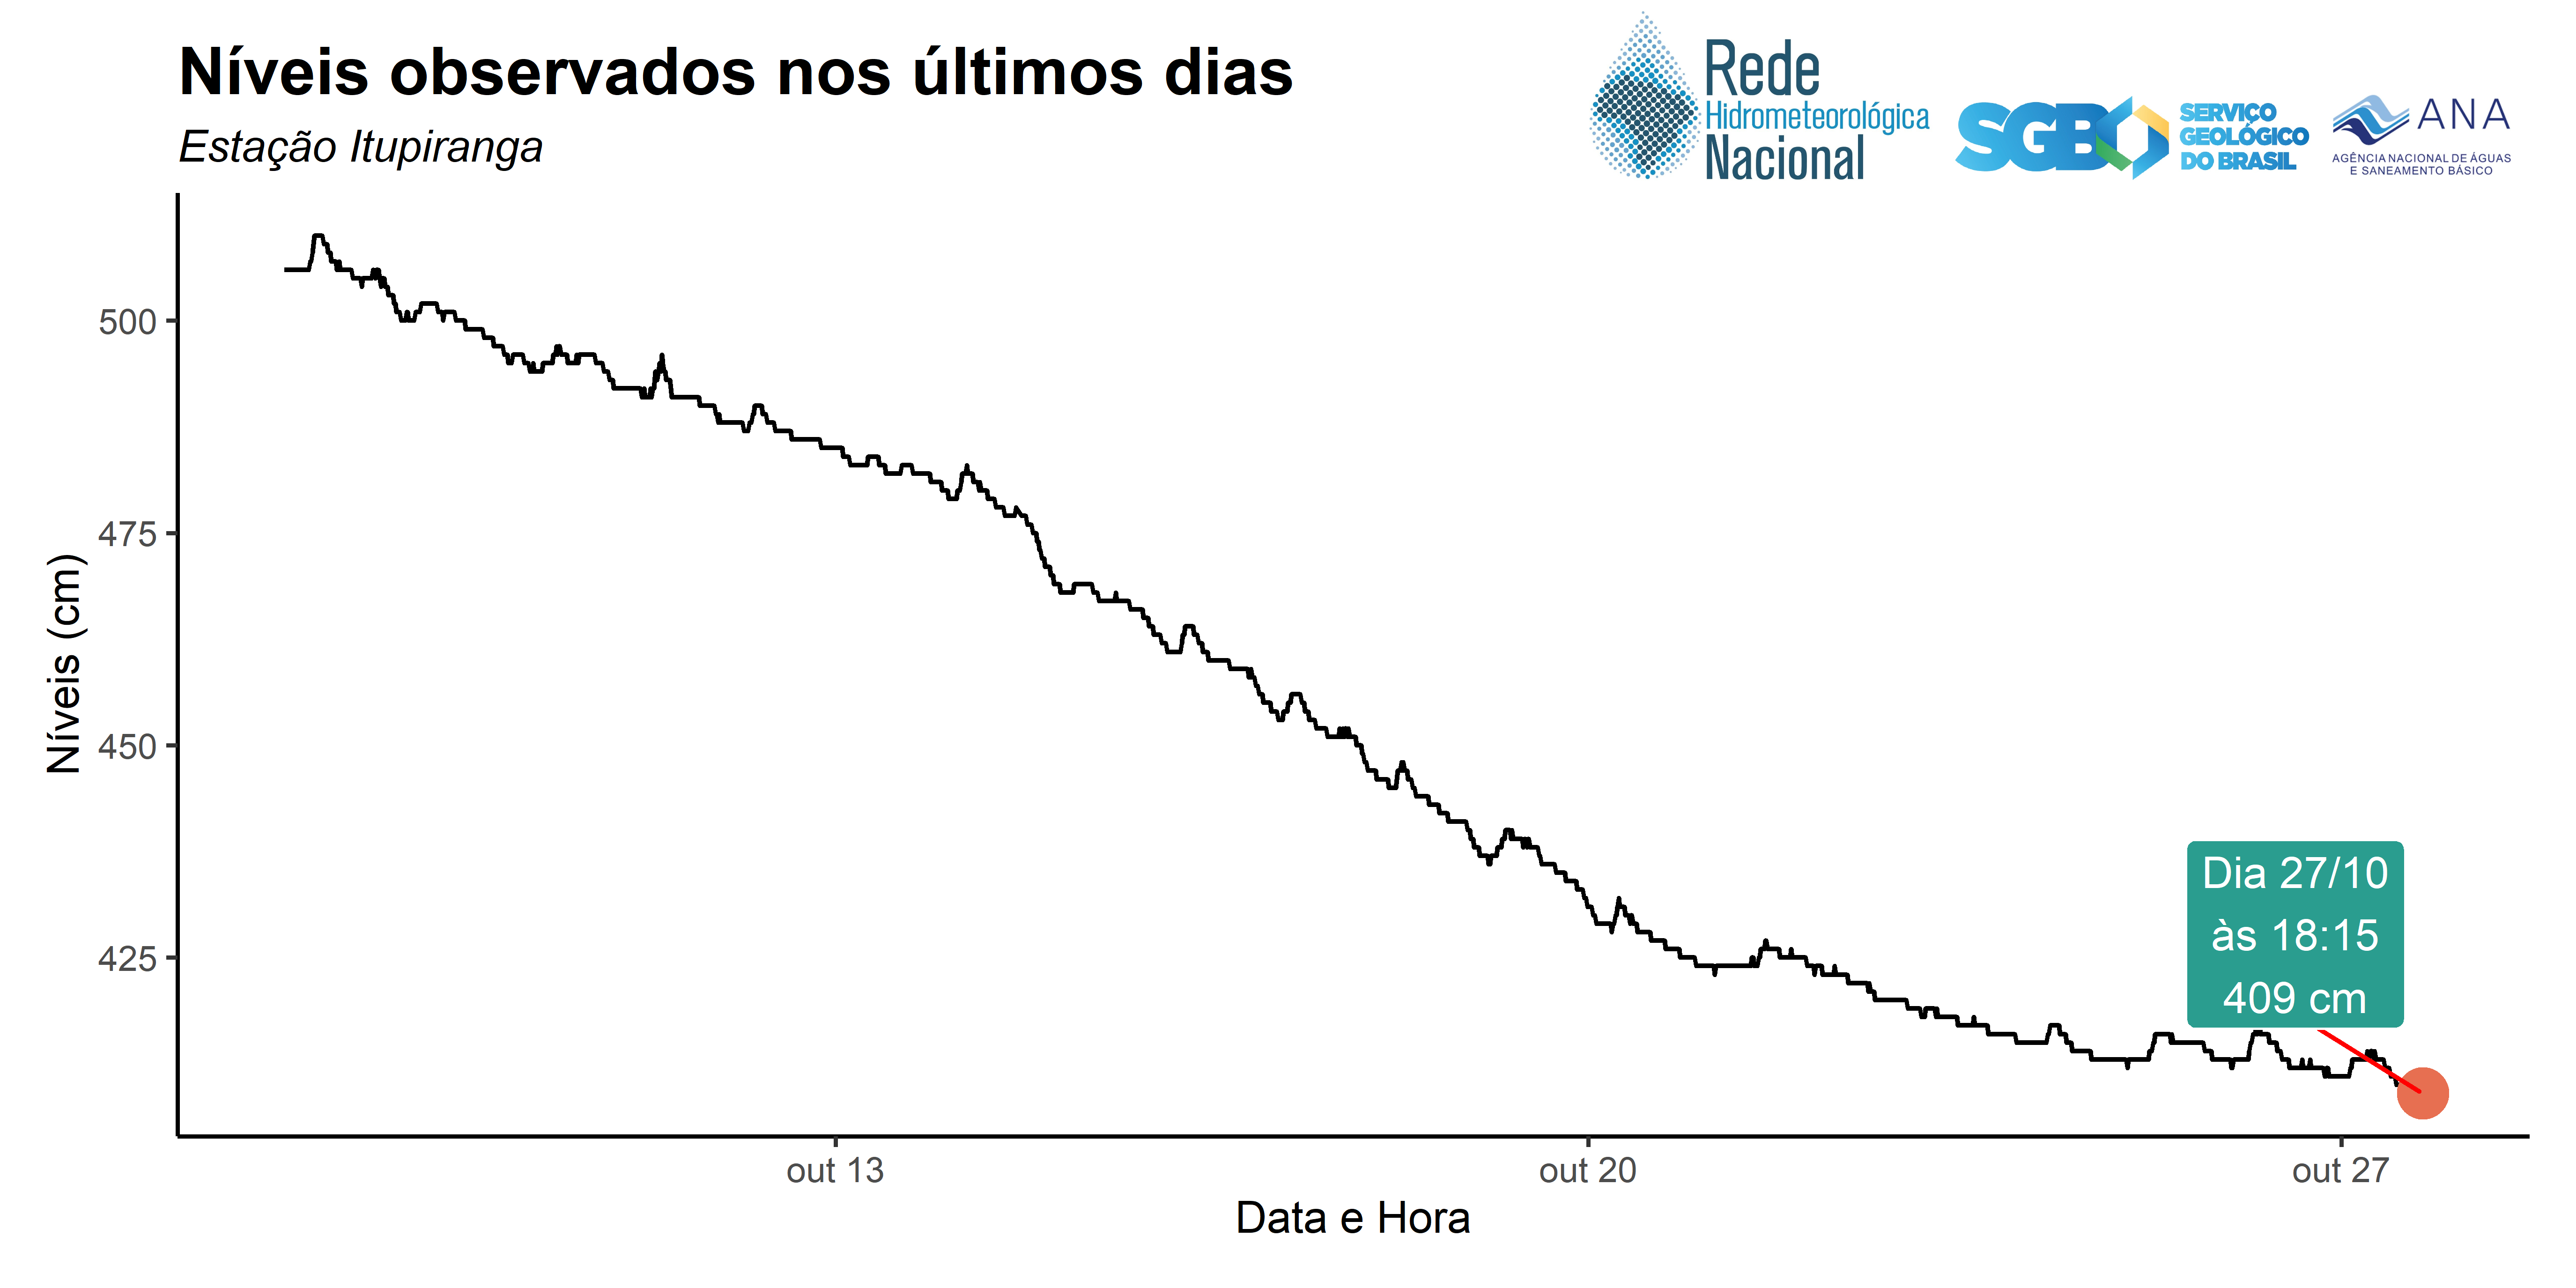 Níveis observados nos últimos dias
Estação Itupiranga
Rede
Hidrometeorológica
Nacional
SGB
SERVIÇO
GEOLÓGICO
DO BRASIL
ANA
AGÊNCIA NACIONAL DE ÁGUAS
E SANEAMENTO BÁSICO
Níveis (cm)
500
475
450
425
Dia 27/10
às 18:15
409 cm
out 13
out 20
out 27
Data e Hora